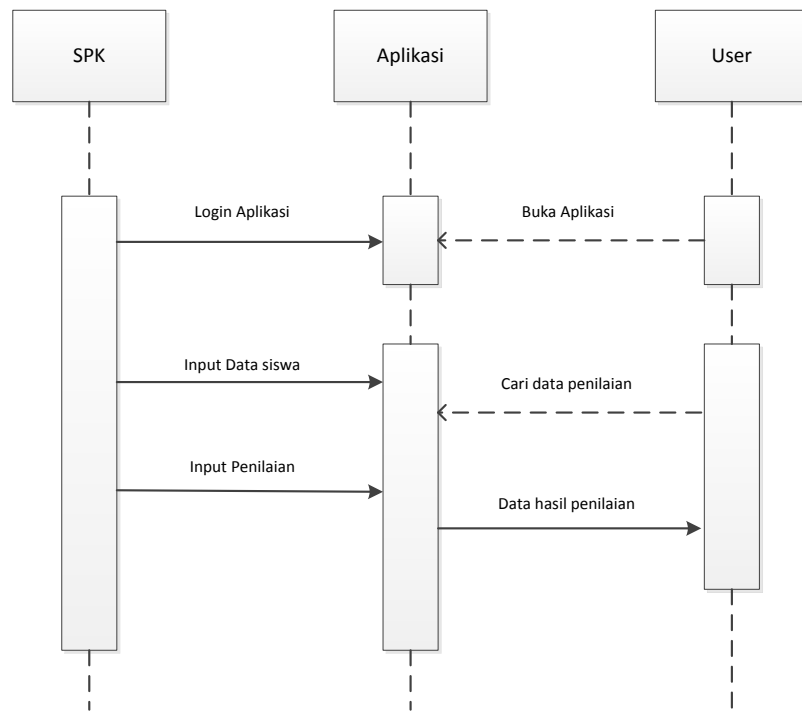 SPK
Aplikasi
User
Login Aplikasi
Buka Aplikasi
Input Data siswa
Cari data penilaian
Input Penilaian
Data hasil penilaian